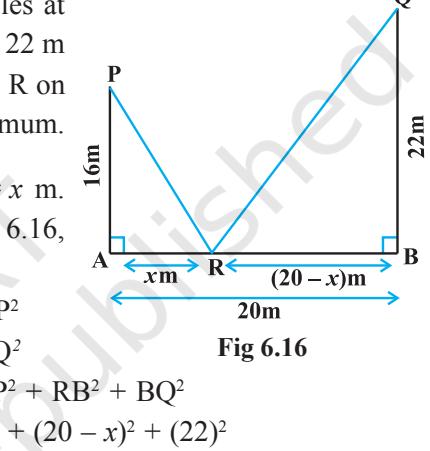 les at
22 m
R on
mum.
x m.
6.16,
P
16m
22m
A
x m
R
(20 – x)m
B
20m
Fig 6.16
P²
Q²
P² + RB² + BQ²
+ (20 – x)² + (22)²